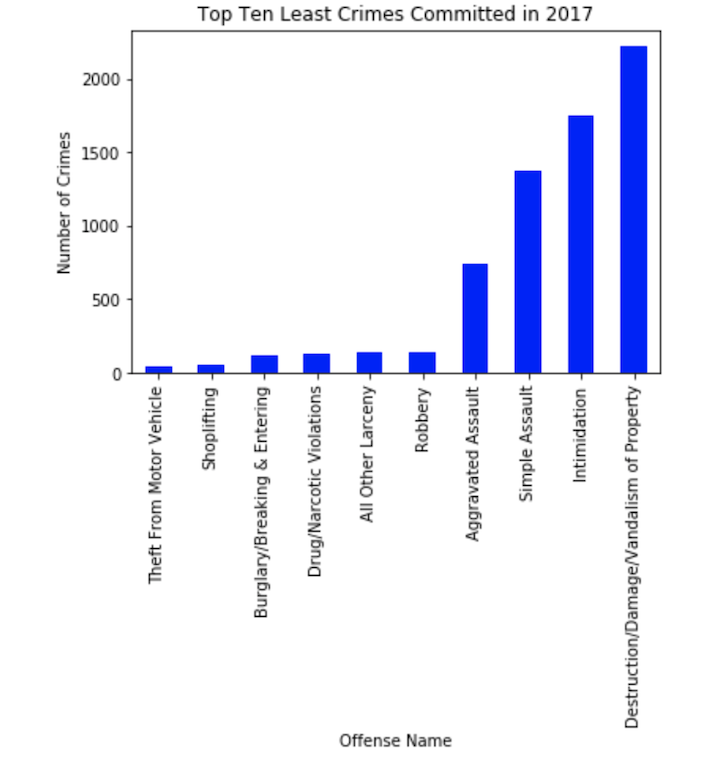 Top Ten Least Crimes Committed in 2017
Number of Crimes
2000
1500
1000
500
0
Theft From Motor Vehicle
Shoplifting
Burglary/Breaking & Entering
Drug/Narcotic Violations
All Other Larceny
Robbery
Aggravated Assault
Simple Assault
Intimidation
Destruction/Damage/Vandalism of Property
Offense Name